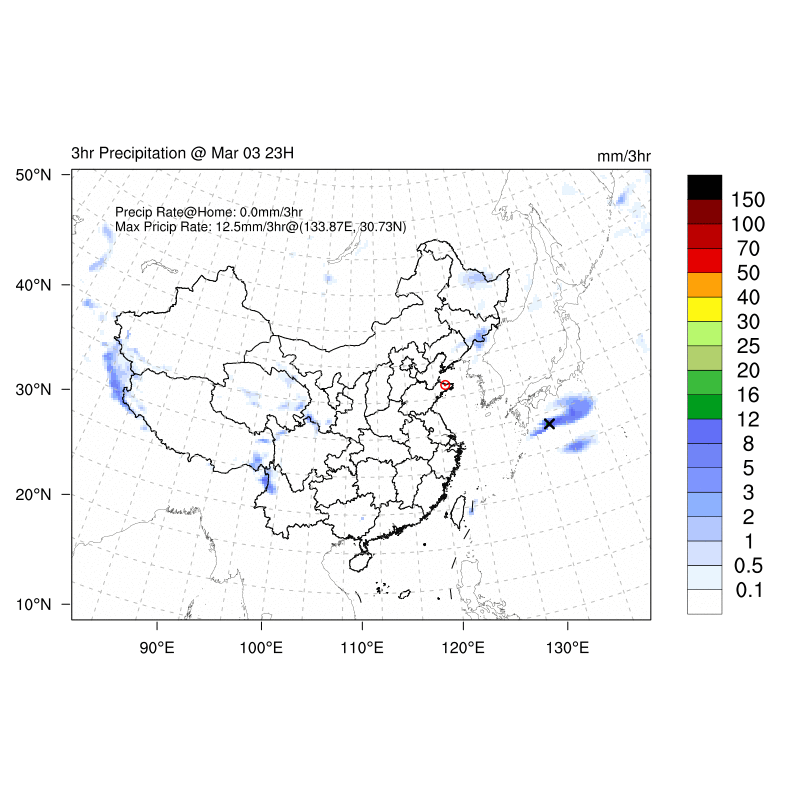 3hr Precipitation @ Mar 03 23H
mm/3hr
Precip Rate@Home: 0.0mm/3hr
Max Pricip Rate: 12.5mm/3hr@(133.87E, 30.73N)
50°N
40°N
30°N
20°N
10°N
90°E
100°E
110°E
120°E
130°E
150
100
70
50
40
30
25
20
16
12
8
5
3
2
1
0.5
0.1